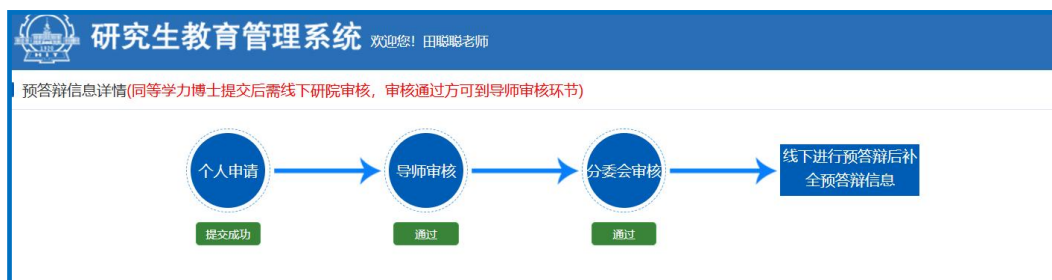 研究生教育管理系统 欢迎您！田聪聪老师
预答辩信息详情(同等学力博士提交后需线下研院审核，审核通过方可到导师审核环节)
个人申请
导师审核
分委会审核
线下进行预答辩后补
全预答辩信息
提交成功
通过
通过